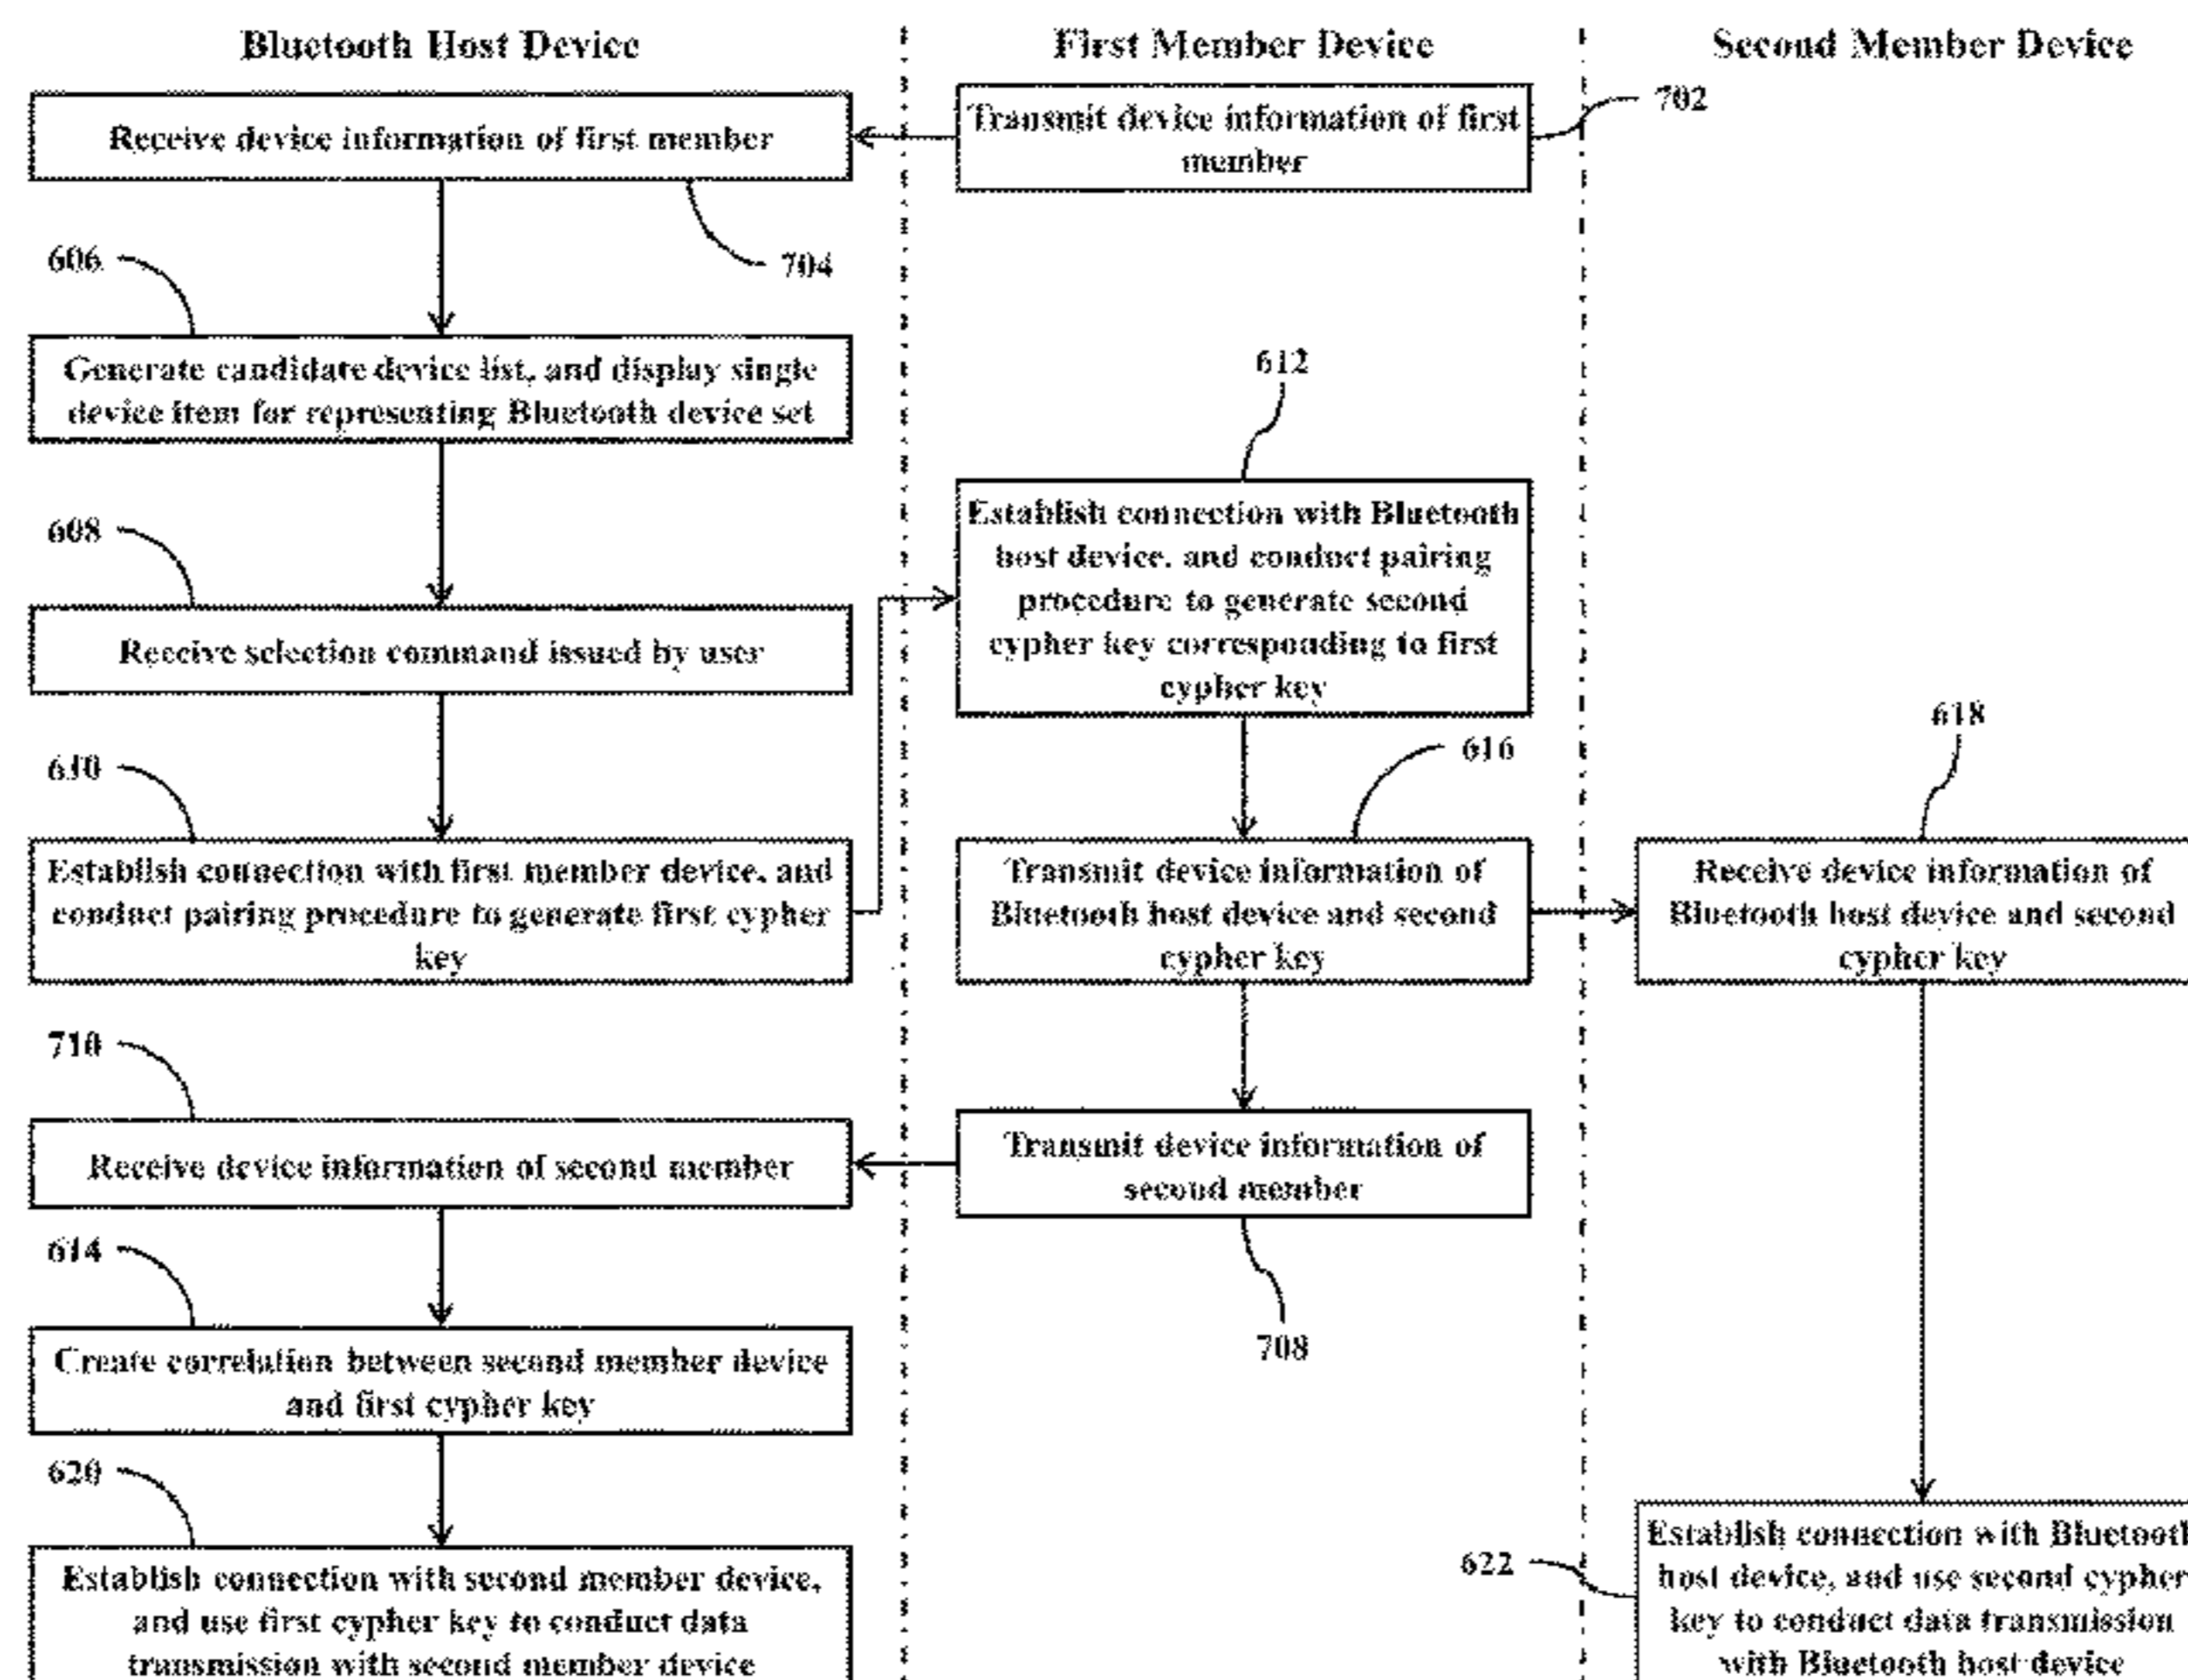 Bluetooth Host Device
First Member Device
Second Member Device
Receive device information of first member
Transmit device information of first
member
702
704
606
Generate candidate device list, and display single
device item for representing Bluetooth device set
612
608
Receive selection command issued by user
Establish connection with Bluetooth
host device, and conduct pairing
procedure to generate second
cypher key corresponding to first
cypher key
610
Establish connection with first member device, and
conduct pairing procedure to generate first cypher
key
616
Transmit device information of
Bluetooth host device and second
cypher key
618
Receive device information of
Bluetooth host device and second
cypher key
710
Receive device information of second member
Transmit device information of
second member
708
614
Create correlation between second member device
and first cypher key
620
Establish connection with second member device,
and use first cypher key to conduct data
transmission with second member device
622
Establish connection with Bluetooth
host device, and use second cypher
key to conduct data transmission
with Bluetooth host device